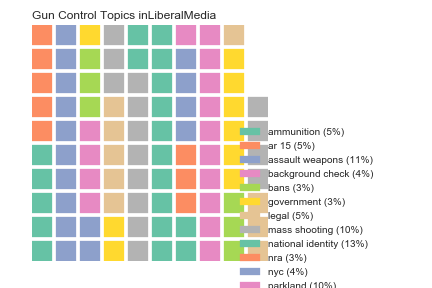 Gun Control Topics inLiberalMedia
ammunition (5%)
ar 15 (5%)
assault weapons (11%)
background check (4%)
bans (3%)
government (3%)
legal (5%)
mass shooting (10%)
national identity (13%)
nra (3%)
nyc (4%)
parkland (10%)